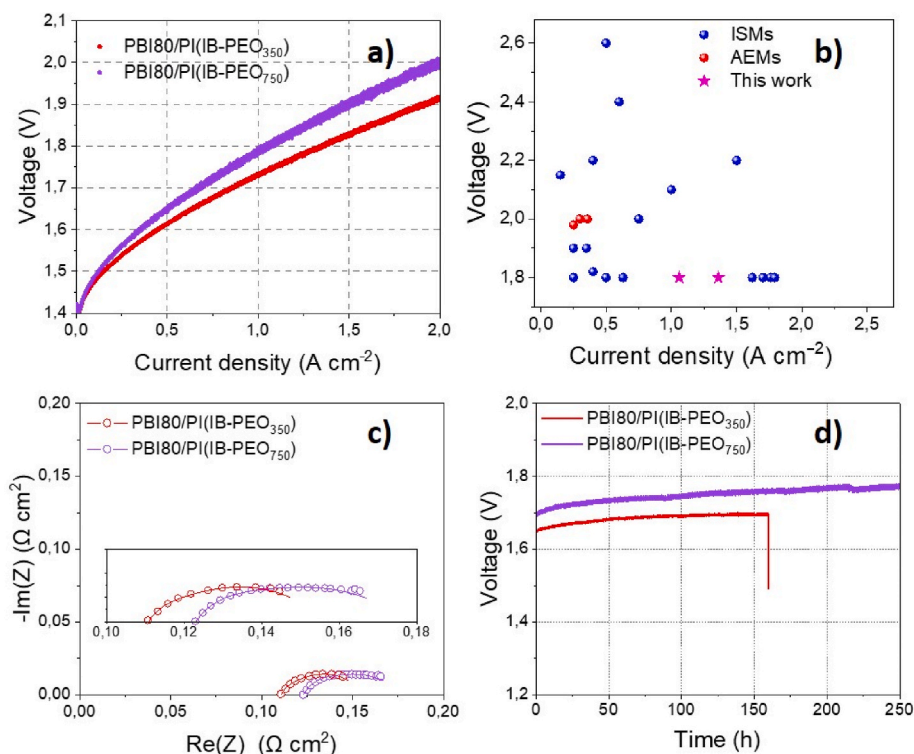 a)
PBI80/PI(IB-PEO₃₅₀)
PBI80/PI(IB-PEO₇₅₀)
Voltage (V)
2,1
2,0
1,9
1,8
1,7
1,6
1,5
1,4
0,0 0,5 1,0 1,5 2,0
Current density (A cm⁻²)
b)
ISMs
AEMs
This work
Voltage (V)
2,6
2,4
2,2
2,0
1,8
0,0 0,5 1,0 1,5 2,0 2,5
Current density (A cm⁻²)
c)
PBI80/PI(IB-PEO₃₅₀)
PBI80/PI(IB-PEO₇₅₀)
-Im(Z) (Ω cm²)
0,20
0,15
0,10
0,05
0,00
0,10 0,12 0,14 0,16 0,18
0,00 0,05 0,10 0,15 0,20
Re(Z) (Ω cm²)
d)
PBI80/PI(IB-PEO₃₅₀)
PBI80/PI(IB-PEO₇₅₀)
Voltage (V)
2,0
1,8
1,6
1,4
1,2
0 50 100 150 200 250
Time (h)